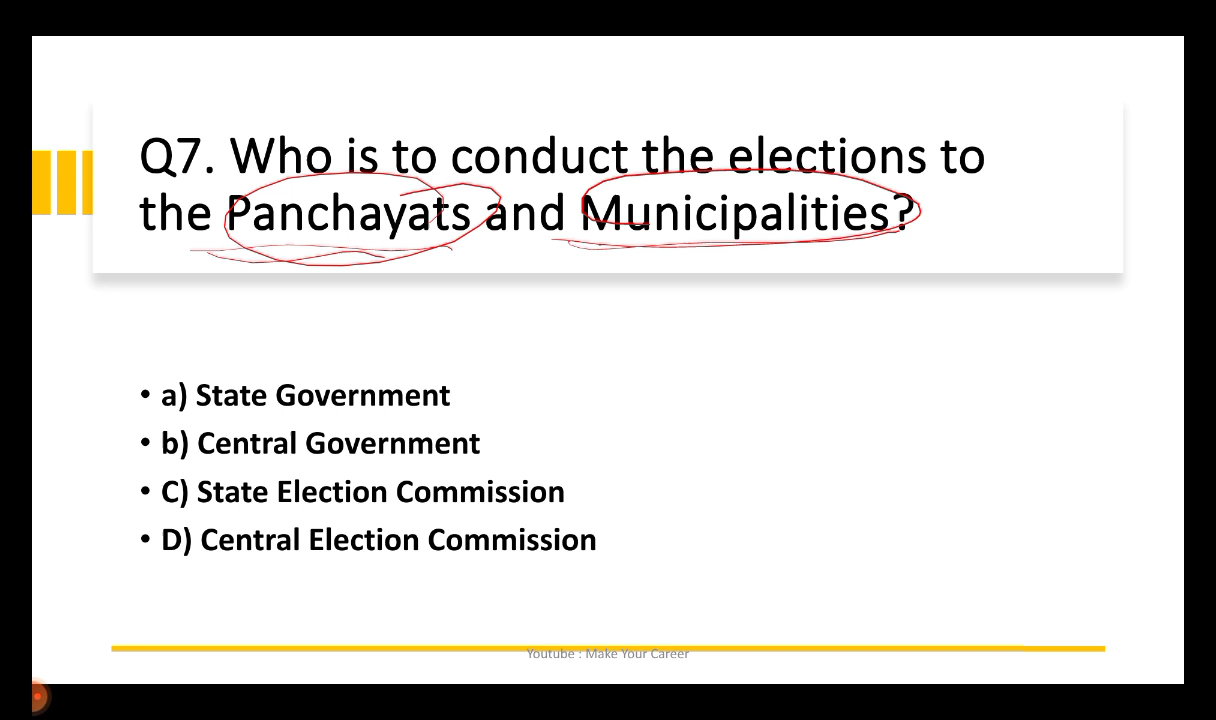 Q7. Who is to conduct the elections to
the Panchayats and Municipalities?
• a) State Government
• b) Central Government
• C) State Election Commission
• D) Central Election Commission
Youtube : Make Your Career